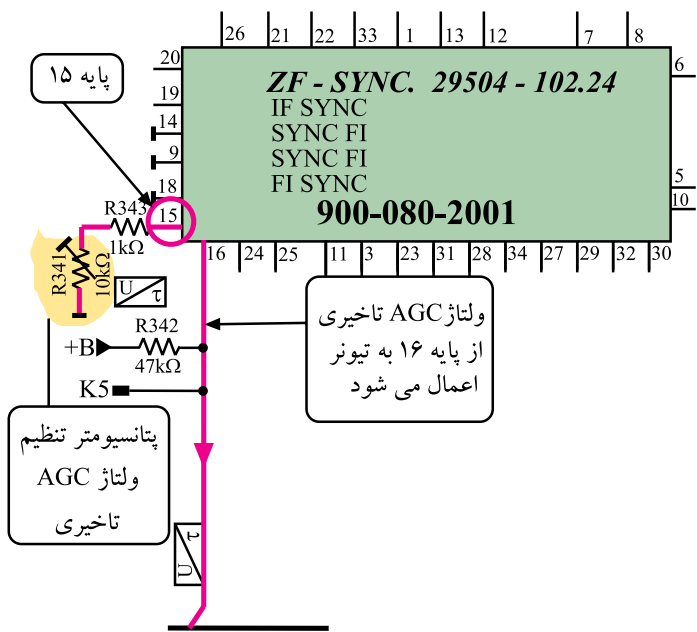 26 21 22 33 1 13 12 7 8
پایه ۱۵
20
19
14
9
18
15
6
5
10
ZF - SYNC. 29504 - 102.24
IF SYNC
SYNC FI
SYNC FI
FI SYNC
900-080-2001
R343
1kΩ
R341
10kΩ
U τ
16 24 25 11 3 23 31 28 34 27 29 32 30
R342
+B
47kΩ
K5
ولتاژ AGC تاخیری
از پایه ۱۶ به تیونر
اعمال می شود
پتانسیومتر تنظیم
ولتاژ AGC
تاخیری
U τ